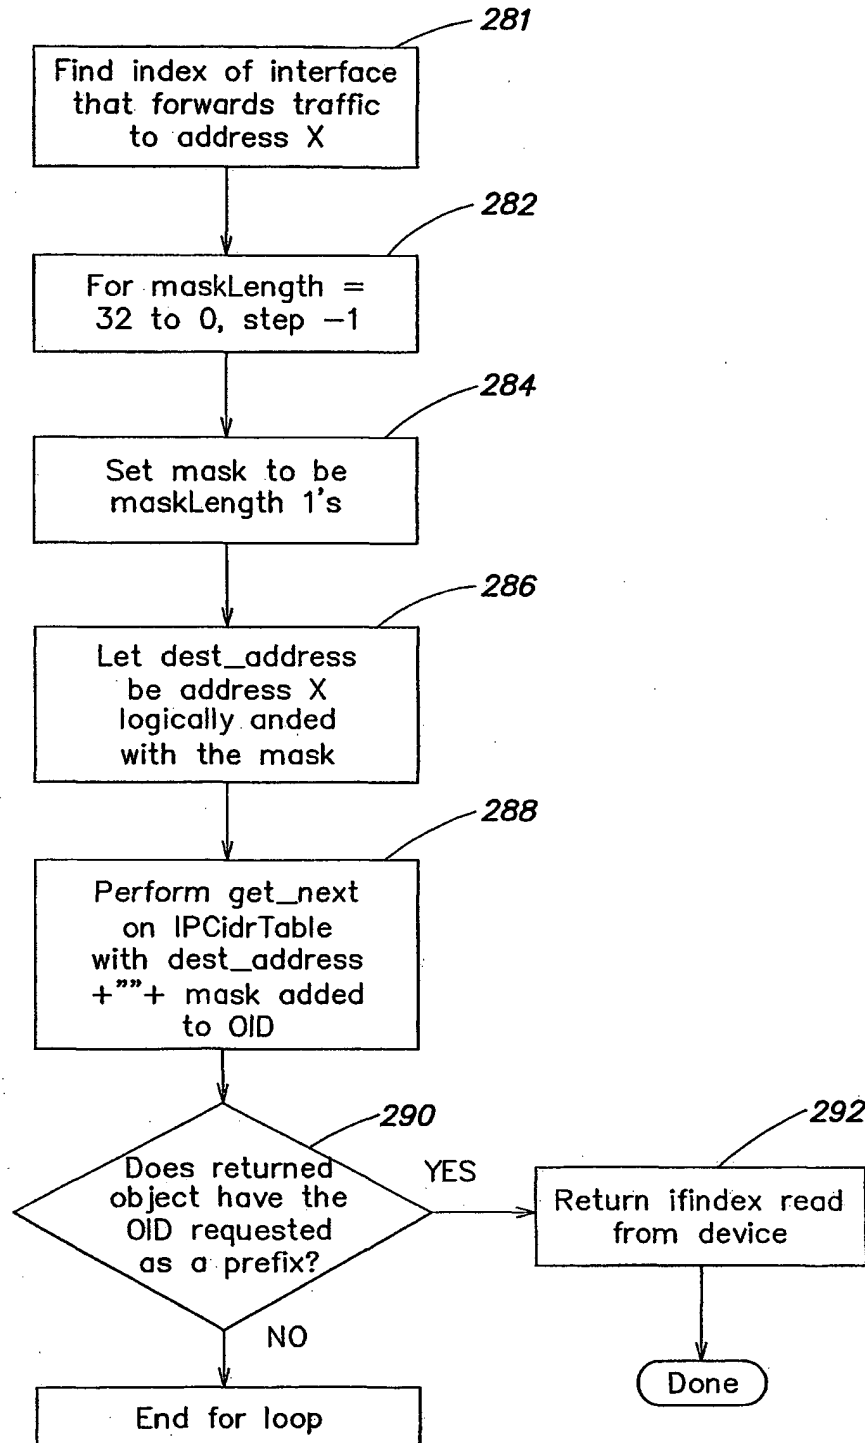 281
Find index of interface
that forwards traffic
to address X
282
For maskLength =
32 to 0, step −1
284
Set mask to be
maskLength 1's
286
Let dest_address
be address X
logically anded
with the mask
288
Perform get_next
on IPCidrTable
with dest_address
+""+ mask added
to OID
290
Does returned
object have the
OID requested
as a prefix?
YES
292
Return ifindex read
from device
NO
Done
End for loop